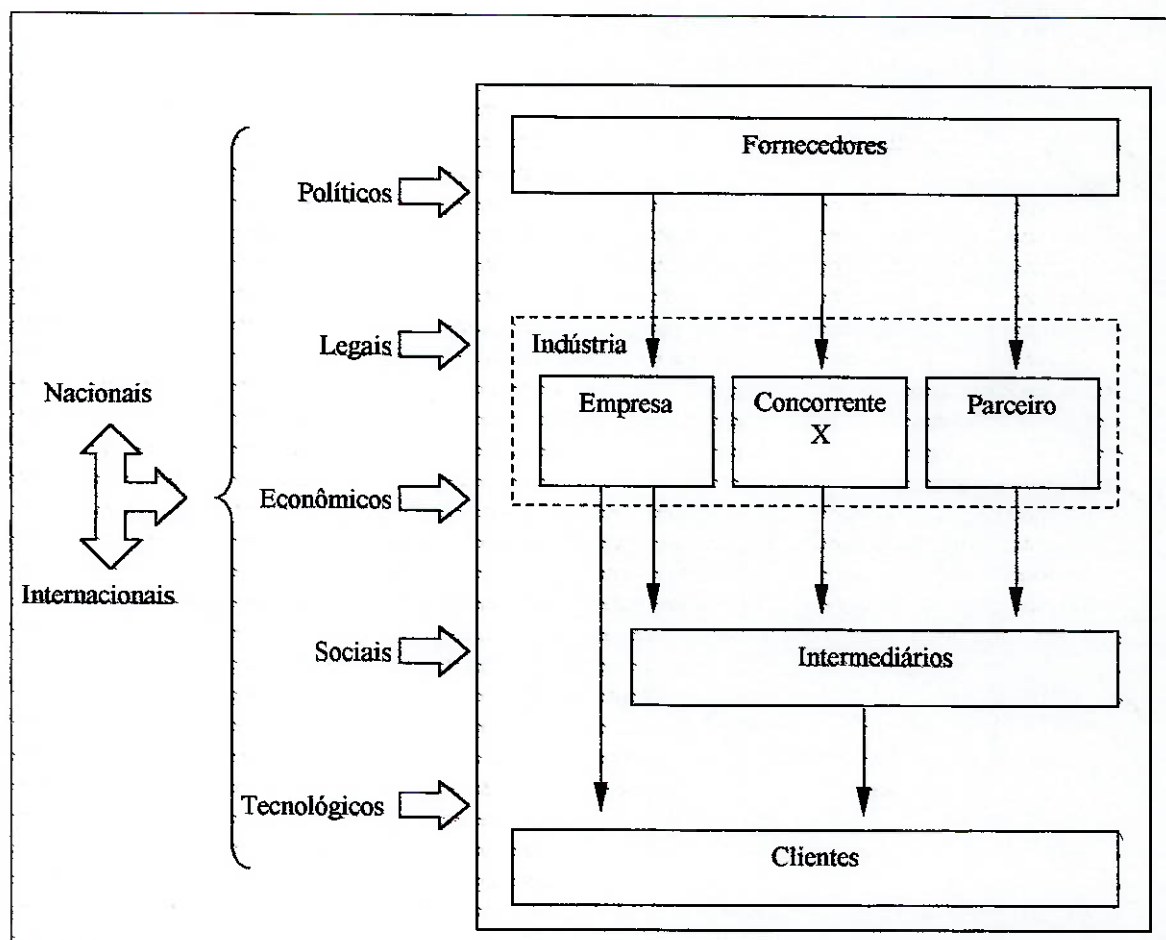 Fornecedores
Políticos
Legais
Indústria
Empresa
Concorrente
X
Parceiro
Nacionais
Econômicos
Internacionais
Sociais
Intermediários
Tecnológicos
Clientes